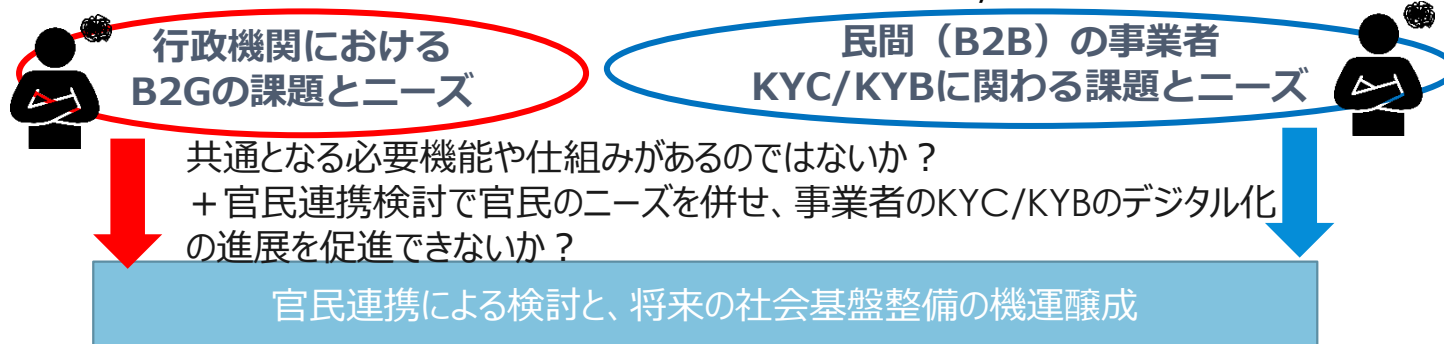 行政機関における
B2Gの課題とニーズ
民間（B2B）の事業者
KYC/KYBに関わる課題とニーズ
共通となる必要機能や仕組みがあるのではないか？
＋官民連携検討で官民のニーズを併せ、事業者のKYC/KYBのデジタル化
の進展を促進できないか？
官民連携による検討と、将来の社会基盤整備の機運醸成